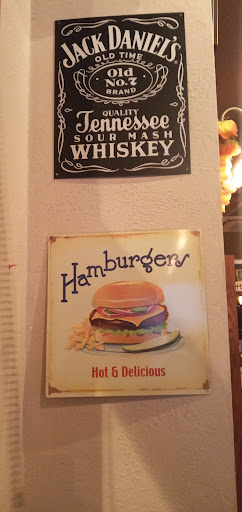 JACK DANIEL'S
OLD TIME
Old
No.7
BRAND
QUALITY
Tennessee
SOUR MASH
WHISKEY
Hamburgers
Hot & Delicious